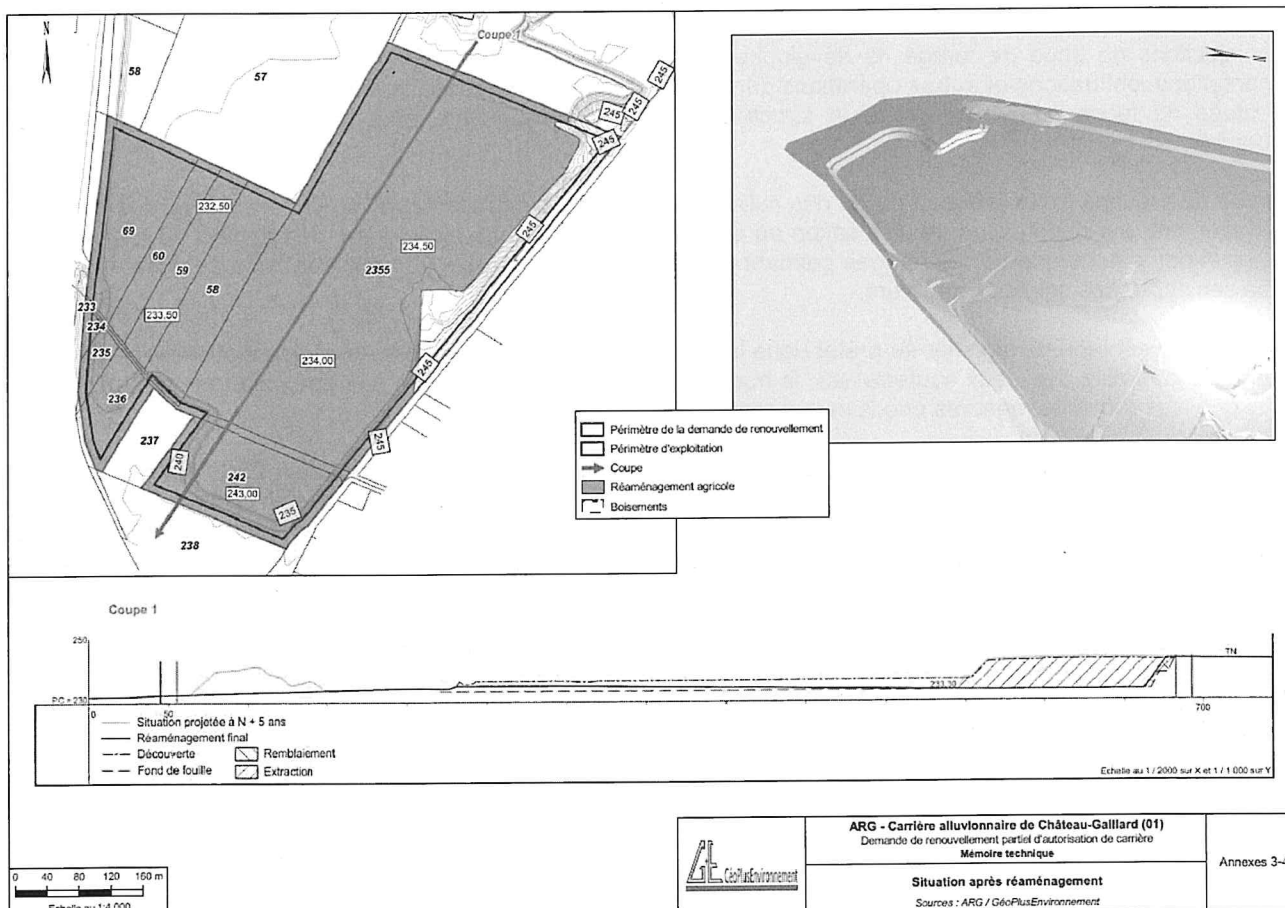 N
Coupe 1
58
57
245
245
245
245
232,50
69
60
59
58
2355
234,50
245
233
234
233,50
235
234,00
236
245
237
245
240
242
243,00
235
238
N
Périmètre de la demande de renouvellement
Périmètre d'exploitation
Coupe
Réaménagement agricole
Boisements
Coupe 1
250
TN
PC = 230
233,30
0
50
700
Situation projetée à N + 5 ans
Réaménagement final
Découverte
Remblaiement
Fond de fouille
Extraction
Echelle au 1 / 2000 sur X et 1 / 1 000 sur Y
0 40 80 120 160 m
Echelle au 1:4 000
GéoPlusEnvironnement
ARG - Carrière alluvionnaire de Château-Gaillard (01)
Demande de renouvellement partiel d'autorisation de carrière
Mémoire technique
Situation après réaménagement
Sources : ARG / GéoPlusEnvironnement
Annexes 3-4